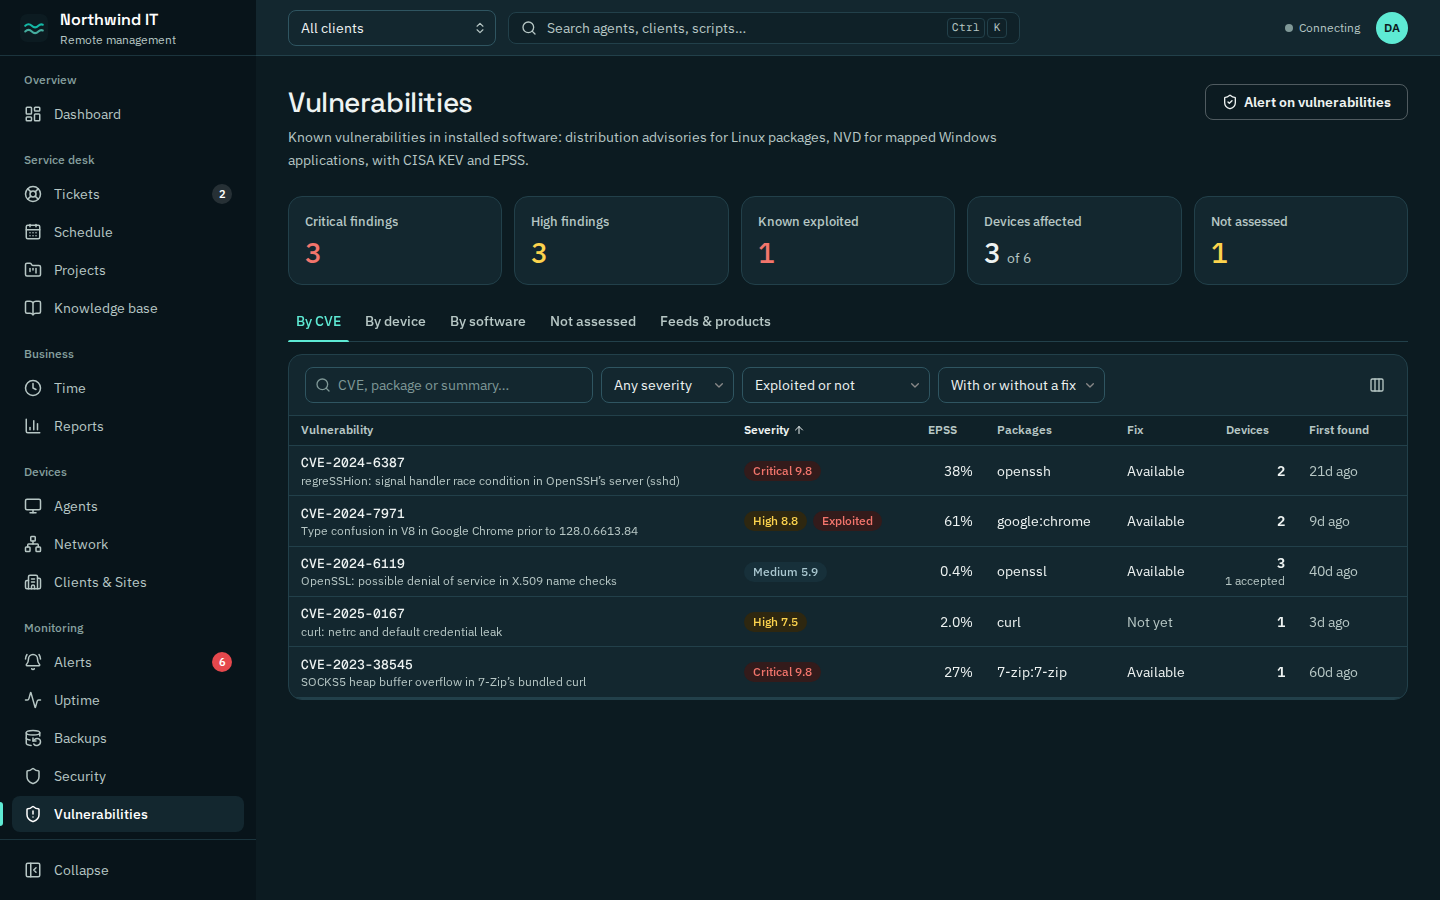 Northwind IT
Remote management
All clients
Search agents, clients, scripts...
Ctrl K
Connecting
DA
Overview
Dashboard
Service desk
Tickets 2
Schedule
Projects
Knowledge base
Business
Time
Reports
Devices
Agents
Network
Clients & Sites
Monitoring
Alerts 6
Uptime
Backups
Security
Vulnerabilities
Collapse
Vulnerabilities
Alert on vulnerabilities
Known vulnerabilities in installed software: distribution advisories for Linux packages, NVD for mapped Windows
applications, with CISA KEV and EPSS.
Critical findings
3
High findings
3
Known exploited
1
Devices affected
3 of 6
Not assessed
1
By CVE By device By software Not assessed Feeds & products
CVE, package or summary... Any severity Exploited or not With or without a fix
Vulnerability Severity ↑ EPSS Packages Fix Devices First found
CVE-2024-6387
regreSSHion: signal handler race condition in OpenSSH's server (sshd)
Critical 9.8 38% openssh Available 2 21d ago
CVE-2024-7971
Type confusion in V8 in Google Chrome prior to 128.0.6613.84
High 8.8 Exploited 61% google:chrome Available 2 9d ago
CVE-2024-6119
OpenSSL: possible denial of service in X.509 name checks
Medium 5.9 0.4% openssl Available 3 40d ago
1 accepted
CVE-2025-0167
curl: netrc and default credential leak
High 7.5 2.0% curl Not yet 1 3d ago
CVE-2023-38545
SOCKS5 heap buffer overflow in 7-Zip's bundled curl
Critical 9.8 27% 7-zip:7-zip Available 1 60d ago